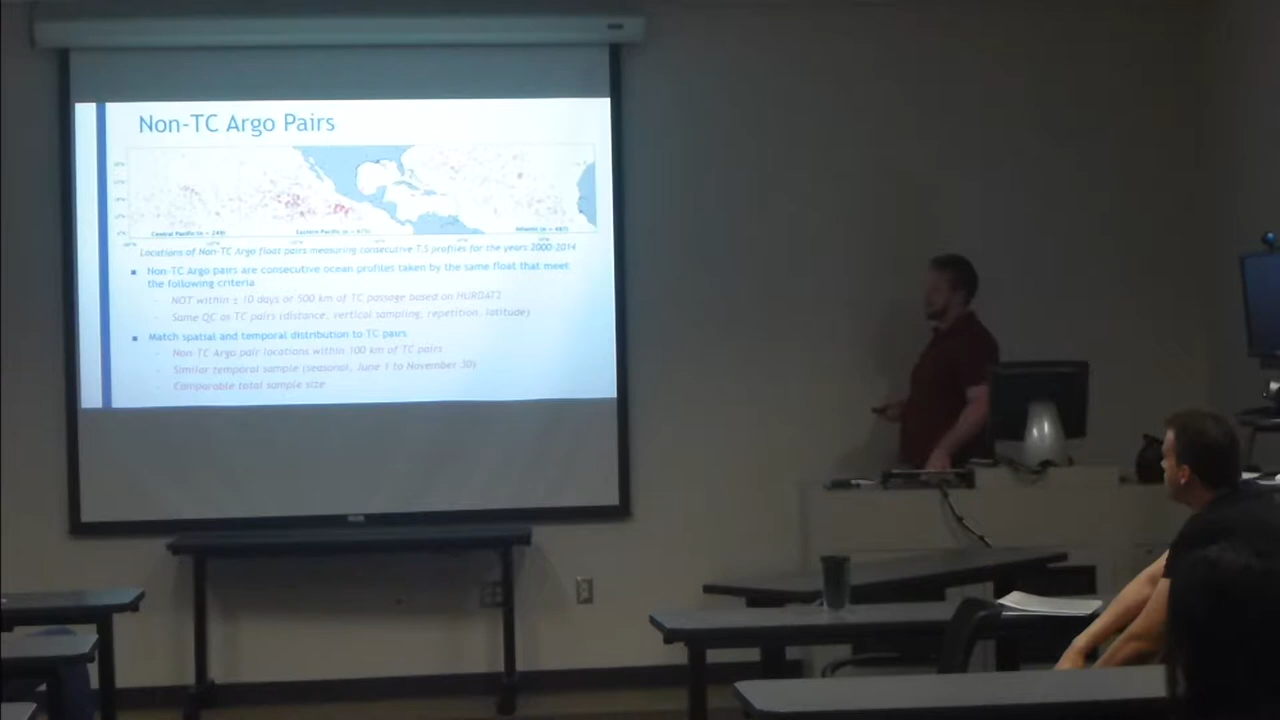 Non-TC Argo Pairs
Central Pacific (n = 248)
Eastern Pacific (n =
Atlantic (n =
Locations of Non-TC Argo float pairs measuring consecutive T,S profiles for the years 2000-2014
Non-TC Argo pairs are consecutive ocean profiles taken by the same float that meet
the following criteria
NOT within ± 10 days or 500 km of TC passage based on HURDAT2
Same QC as TC pairs (distance, vertical sampling, repetition, latitude)
Match spatial and temporal distribution to TC pairs
Non-TC Argo pair locations within 100 km of TC pairs
Similar temporal sample (seasonal, June 1 to November 30)
Comparable total sample size